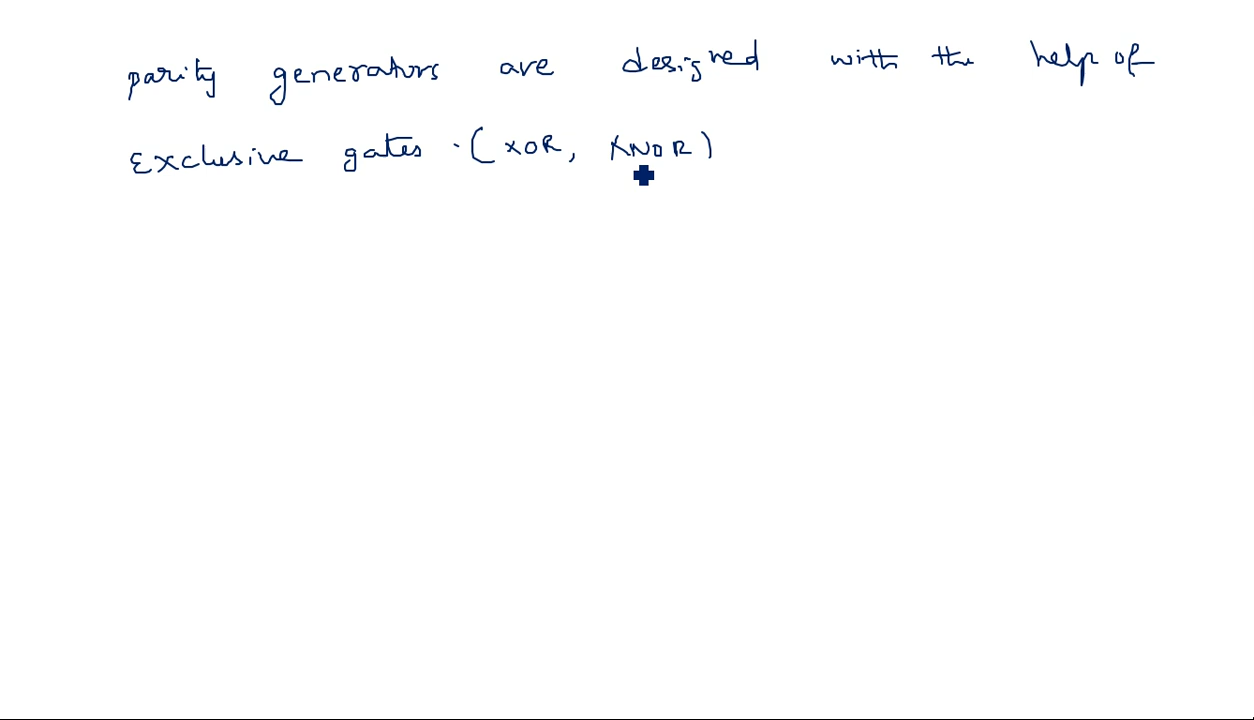 parity generators are designed with the help of
Exclusive gates . (XOR, XNOR)